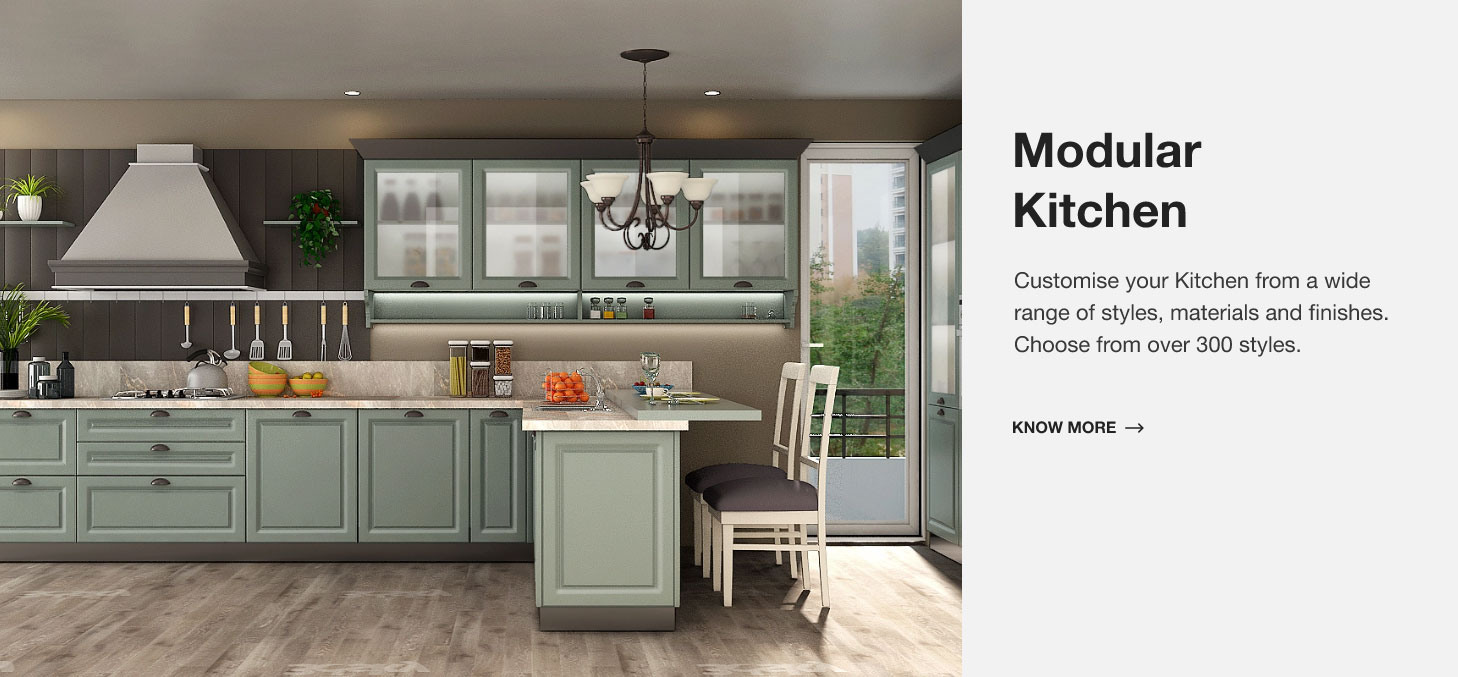 Modular
Kitchen
Customise your Kitchen from a wide
range of styles, materials and finishes.
Choose from over 300 styles.
KNOW MORE →